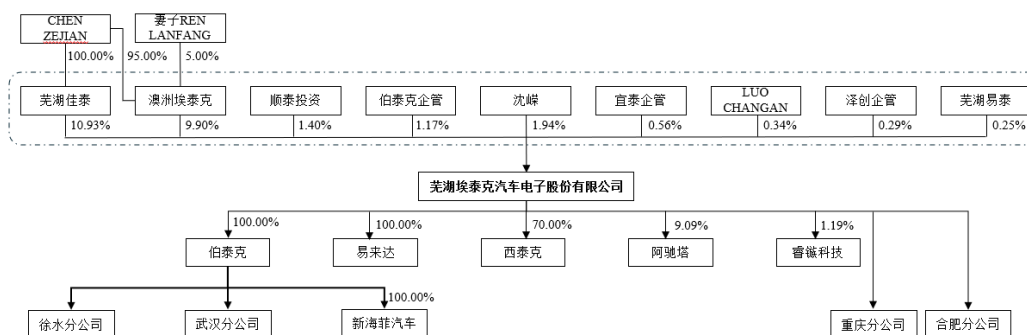 CHEN
ZEJIAN
妻子REN
LANFANG
100.00%
95.00%
5.00%
芜湖佳泰
澳洲埃泰克
顺泰投资
伯泰克企管
沈嵘
宜泰企管
LUO
CHANGAN
泽创企管
芜湖易泰
10.93%
9.90%
1.40%
1.17%
1.94%
0.56%
0.34%
0.29%
0.25%
芜湖埃泰克汽车电子股份有限公司
100.00%
100.00%
70.00%
9.09%
1.19%
伯泰克
易来达
西泰克
阿驰塔
睿镞科技
100.00%
徐水分公司
武汉分公司
新海菲汽车
重庆分公司
合肥分公司